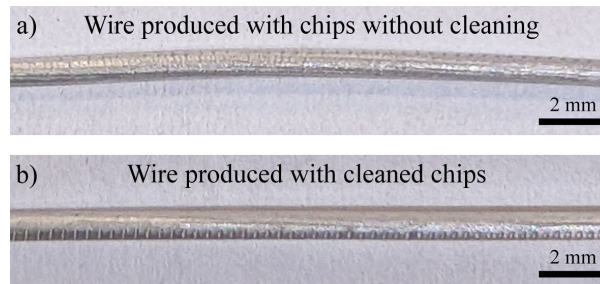 a) Wire produced with chips without cleaning
2 mm
b) Wire produced with cleaned chips
2 mm